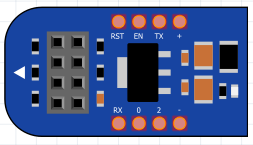 RST EN TX +
RX 0 2 -